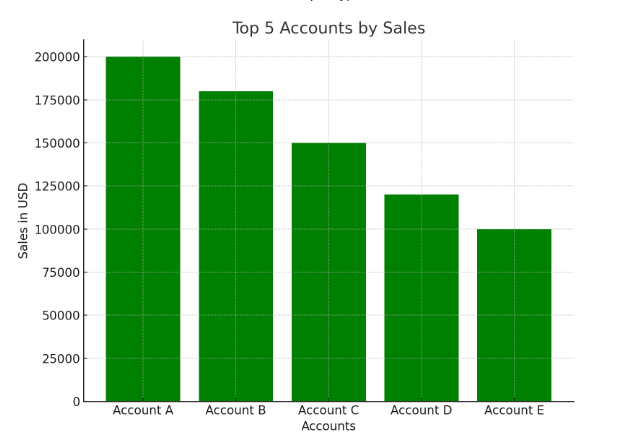 Top 5 Accounts by Sales
200000
175000
150000
125000
100000
75000
50000
25000
0
Sales in USD
Account A Account B Account C Account D Account E
Accounts